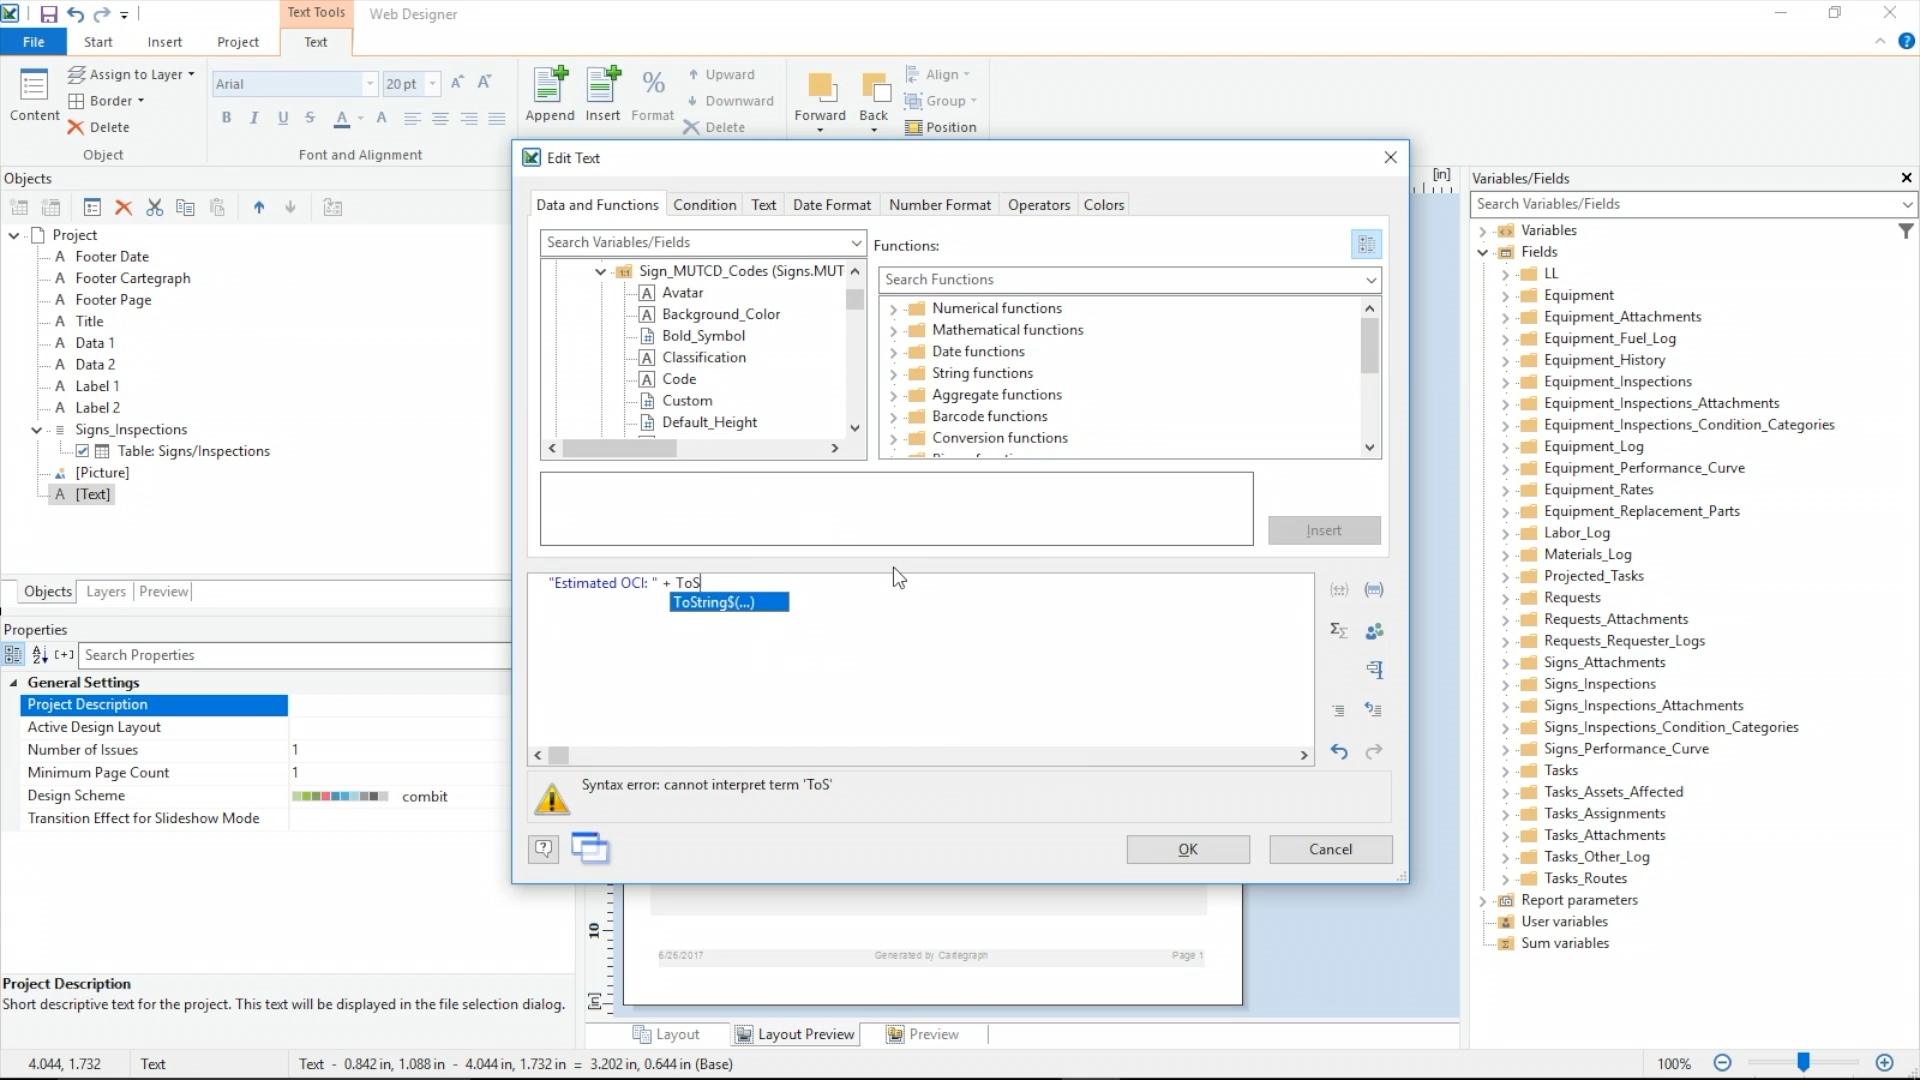 Text Tools
Web Designer
File
Start
Insert
Project
Text
Content
Assign to Layer
Border
Delete
Object
Arial
20 pt
B I U S A A
Font and Alignment
Append
Insert
Format
Upward
Downward
Delete
Forward
Back
Align
Group
Position
Objects
Project
Footer Date
Footer Cartegraph
Footer Page
Title
Data 1
Data 2
Label 1
Label 2
Signs_Inspections
Table: Signs/Inspections
[Picture]
[Text]
Objects
Layers
Preview
Properties
Search Properties
General Settings
Project Description
Active Design Layout
Number of Issues 1
Minimum Page Count 1
Design Scheme combit
Transition Effect for Slideshow Mode
Project Description
Short descriptive text for the project. This text will be displayed in the file selection dialog.
Edit Text
Data and Functions
Condition
Text
Date Format
Number Format
Operators
Colors
Search Variables/Fields
Sign_MUTCD_Codes (Signs.MUT
Avatar
Background_Color
Bold_Symbol
Classification
Code
Custom
Default_Height
Functions:
Search Functions
Numerical functions
Mathematical functions
Date functions
String functions
Aggregate functions
Barcode functions
Conversion functions
Insert
"Estimated OCI: " + ToS
ToString$(...)
Syntax error: cannot interpret term 'ToS'
OK
Cancel
[in]
10
[in]
6/26/2017
Generated by Cartegraph
Page 1
Layout
Layout Preview
Preview
Variables/Fields
Search Variables/Fields
Variables
Fields
LL
Equipment
Equipment_Attachments
Equipment_Fuel_Log
Equipment_History
Equipment_Inspections
Equipment_Inspections_Attachments
Equipment_Inspections_Condition_Categories
Equipment_Log
Equipment_Performance_Curve
Equipment_Rates
Equipment_Replacement_Parts
Labor_Log
Materials_Log
Projected_Tasks
Requests
Requests_Attachments
Requests_Requester_Logs
Signs_Attachments
Signs_Inspections
Signs_Inspections_Attachments
Signs_Inspections_Condition_Categories
Signs_Performance_Curve
Tasks
Tasks_Assets_Affected
Tasks_Assignments
Tasks_Attachments
Tasks_Other_Log
Tasks_Routes
Report parameters
User variables
Sum variables
4.044, 1.732
Text
Text - 0.842 in, 1.088 in - 4.044 in, 1.732 in = 3.202 in, 0.644 in (Base)
100%